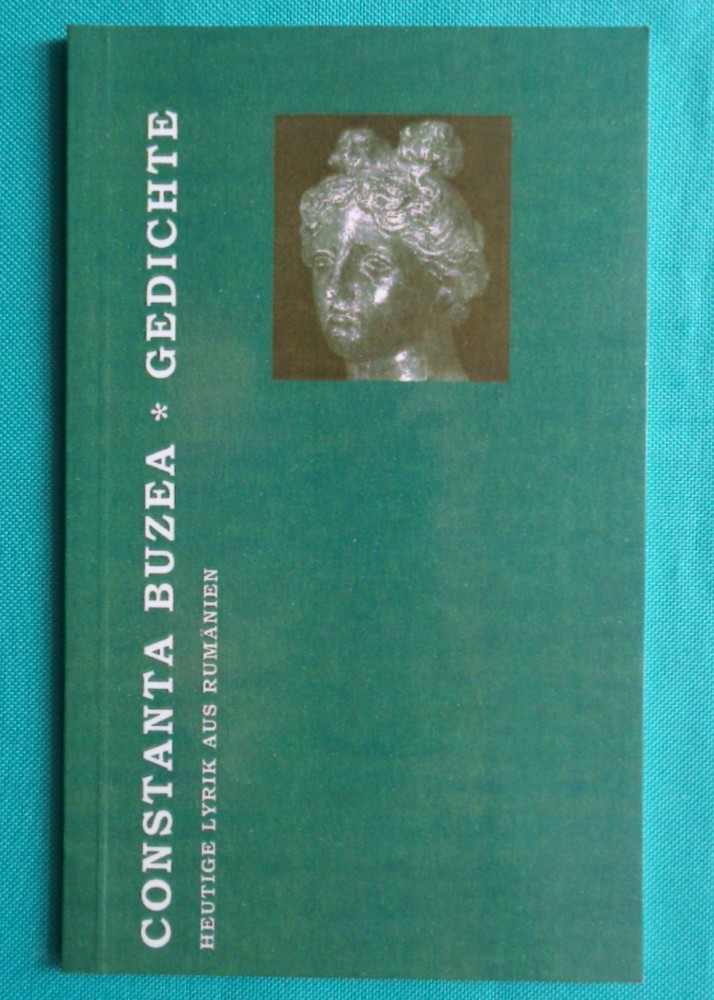 CONSTANTA BUZEA * GEDICHTE
HEUTIGE LYRIK AUS RUMÄNIEN